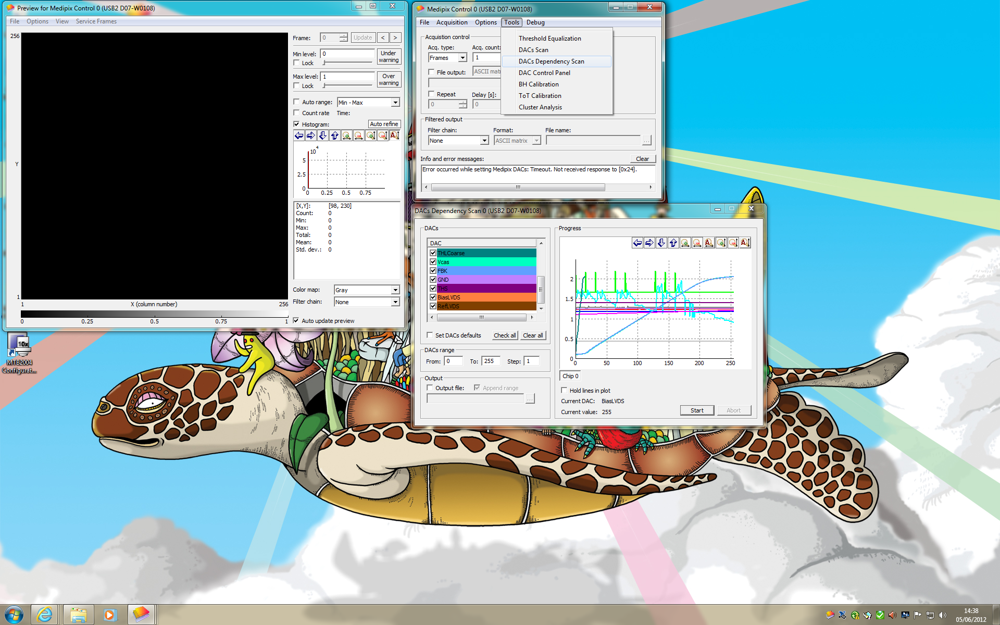 Preview for Medipix Control 0 (USB2 D07-W0108)
File Options View Service Frames
256
Y
1
1 X (column number) 256
0 0.25 0.5 0.75 1
Frame: 0 Update < >
Min level: 0 Under warning
Lock
Max level: 1 Over warning
Lock
Auto range: Min - Max
Count rate Time:
Histogram: Auto refine
10 4
5
2.5
0
0 0.25 0.5 0.75
[X,Y]: [98, 230]
Count: 0
Min: 0
Max: 0
Total: 0
Mean: 0
Std. dev.: 0
Color map: Gray
Filter chain: None
Auto update preview
Medipix Control 0 (USB2 D07-W0108)
File Acquisition Options Tools Debug
Threshold Equalization
DACs Scan
DACs Dependency Scan
DAC Control Panel
BH Calibration
ToT Calibration
Cluster Analysis
Acquistion control
Acq. type: Acq. count:
Frames 1
File output: ASCII matri
Repeat Delay [s]:
0 0
Filtered output
Filter chain: Format: File name:
None ASCII matrix ...
Info and error messages: Clear
Error occurred while setting Medipix DACs: Timeout. Not received response to [0x24].
DACs Dependency Scan 0 (USB2 D07-W0108)
DACs
DAC
THLCoarse
Vcas
FBK
GND
THS
BiasLVDS
RefLVDS
Set DACs defaults Check all Clear all
DACs range
From: 0 To: 255 Step: 1
Output
Output file: Append range
...
Progress
2
1.5
1
0.5
0
0 50 100 150 200 250
Chip 0
Hold lines in plot
Current DAC: BiasLVDS
Current value: 255
Start Abort
10x
MTB2004
Configurat...
14:38
05/06/2012